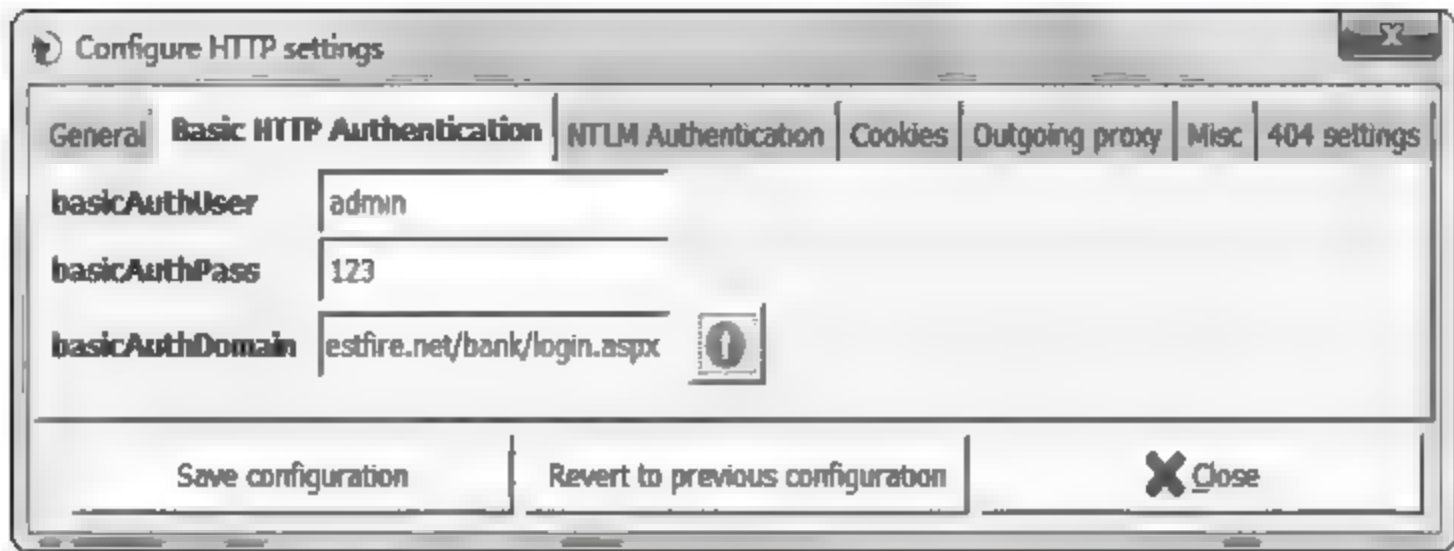 Configure HTTP settings
General Basic HTTP Authentication NTLM Authentication Cookies Outgoing proxy Misc 404 settings
basicAuthUser admin
basicAuthPass 123
basicAuthDomain estfire.net/bank/login.aspx
Save configuration Revert to previous configuration Close